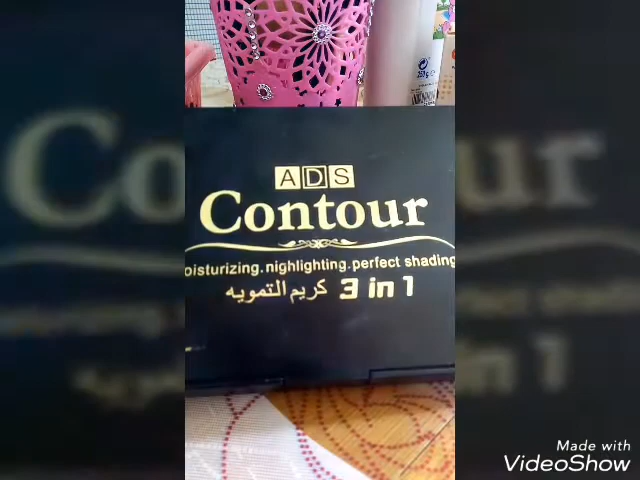 ADS
Contour
oisturizing.nighlighting.perfect shading
كريم التمويه 3 in 1
Made with
VideoShow